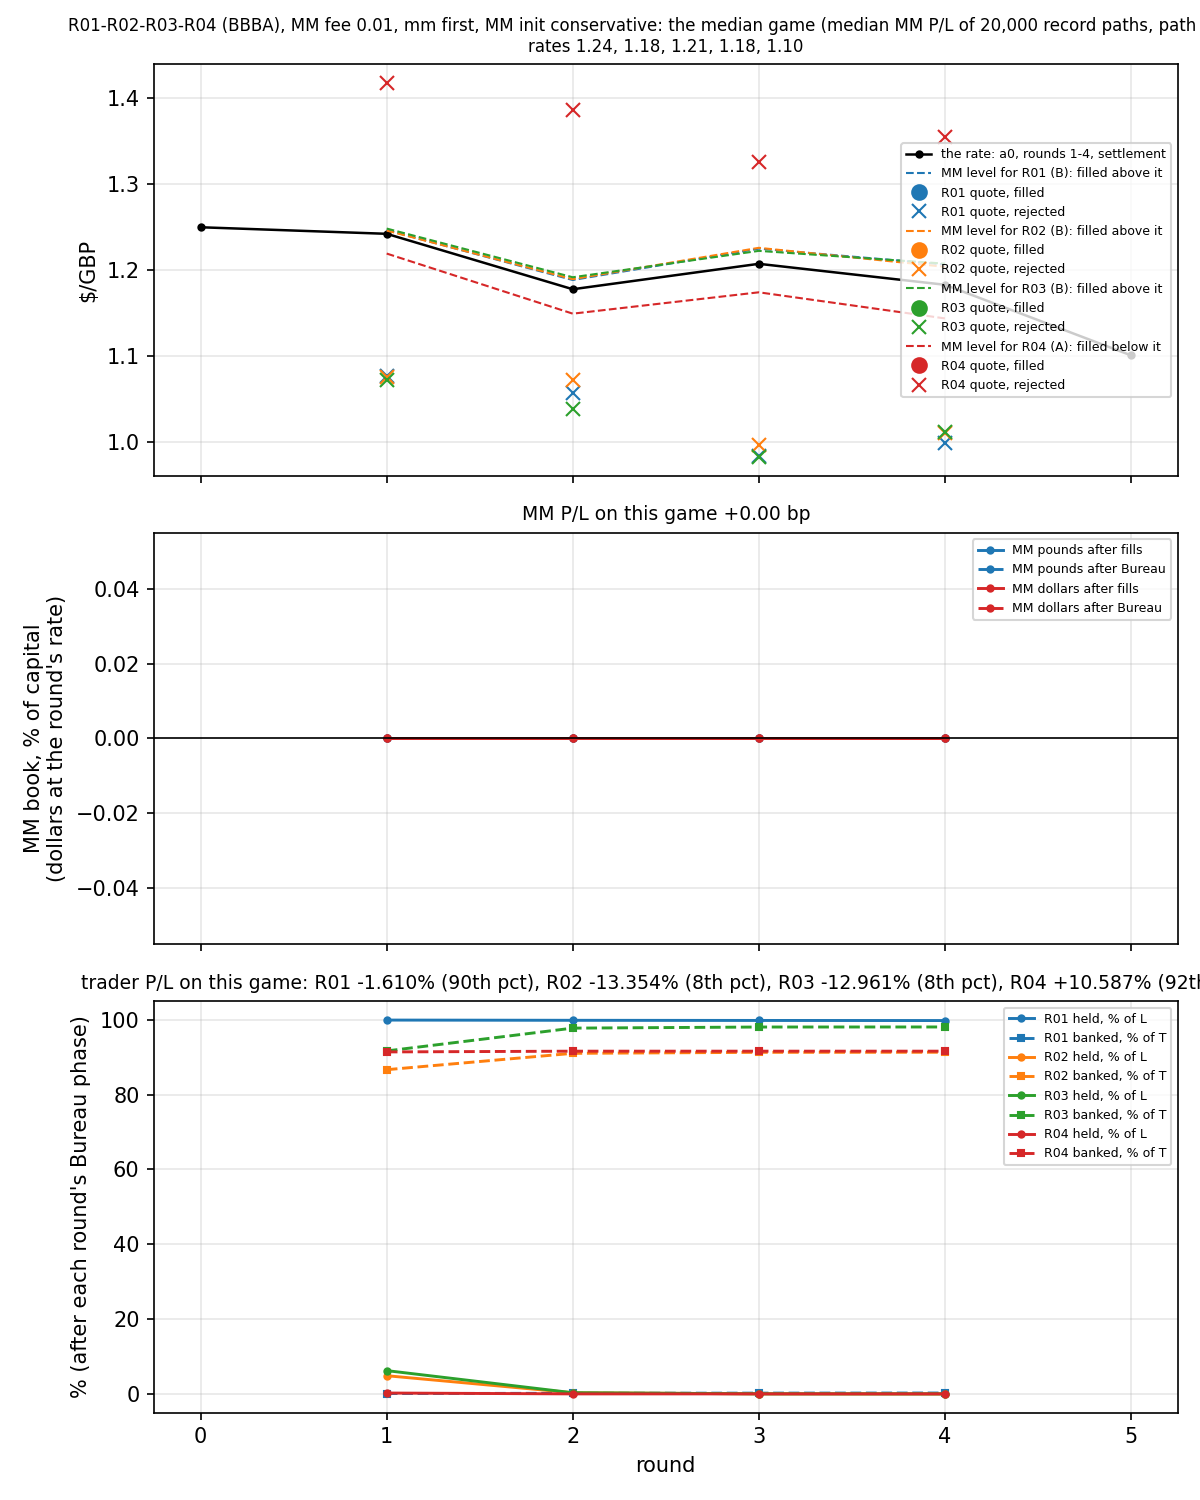 R01-R02-R03-R04 (BBBA), MM fee 0.01, mm first, MM init conservative: the median game (median MM P/L of 20,000 record paths, path
rates 1.24, 1.18, 1.21, 1.18, 1.10
1.4
1.3
1.2
1.1
1.0
$/GBP
the rate: a0, rounds 1-4, settlement
MM level for R01 (B): filled above it
R01 quote, filled
R01 quote, rejected
MM level for R02 (B): filled above it
R02 quote, filled
R02 quote, rejected
MM level for R03 (B): filled above it
R03 quote, filled
R03 quote, rejected
MM level for R04 (A): filled below it
R04 quote, filled
R04 quote, rejected
MM P/L on this game +0.00 bp
0.04
0.02
0.00
−0.02
−0.04
MM book, % of capital
(dollars at the round's rate)
MM pounds after fills
MM pounds after Bureau
MM dollars after fills
MM dollars after Bureau
trader P/L on this game: R01 -1.610% (90th pct), R02 -13.354% (8th pct), R03 -12.961% (8th pct), R04 +10.587% (92th
100
80
60
40
20
0
% (after each round's Bureau phase)
R01 held, % of L
R01 banked, % of T
R02 held, % of L
R02 banked, % of T
R03 held, % of L
R03 banked, % of T
R04 held, % of L
R04 banked, % of T
0 1 2 3 4 5
round